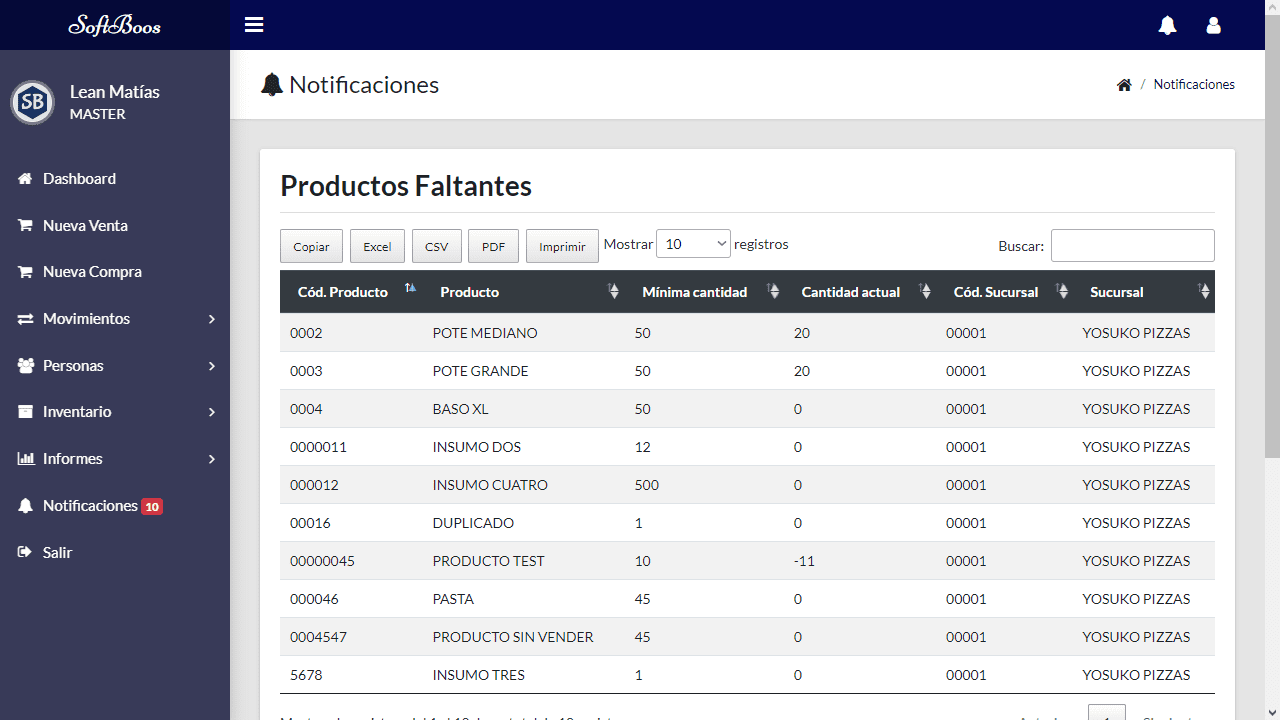 SoftBoos
SB
Lean Matías
MASTER
Dashboard
Nueva Venta
Nueva Compra
Movimientos
Personas
Inventario
Informes
Notificaciones 10
Salir
Notificaciones
/ Notificaciones
Productos Faltantes
Copiar Excel CSV PDF Imprimir Mostrar 10 registros Buscar:
Cód. Producto Producto Mínima cantidad Cantidad actual Cód. Sucursal Sucursal
0002 POTE MEDIANO 50 20 00001 YOSUKO PIZZAS
0003 POTE GRANDE 50 20 00001 YOSUKO PIZZAS
0004 BASO XL 50 0 00001 YOSUKO PIZZAS
0000011 INSUMO DOS 12 0 00001 YOSUKO PIZZAS
000012 INSUMO CUATRO 500 0 00001 YOSUKO PIZZAS
00016 DUPLICADO 1 0 00001 YOSUKO PIZZAS
00000045 PRODUCTO TEST 10 -11 00001 YOSUKO PIZZAS
000046 PASTA 45 0 00001 YOSUKO PIZZAS
0004547 PRODUCTO SIN VENDER 45 0 00001 YOSUKO PIZZAS
5678 INSUMO TRES 1 0 00001 YOSUKO PIZZAS